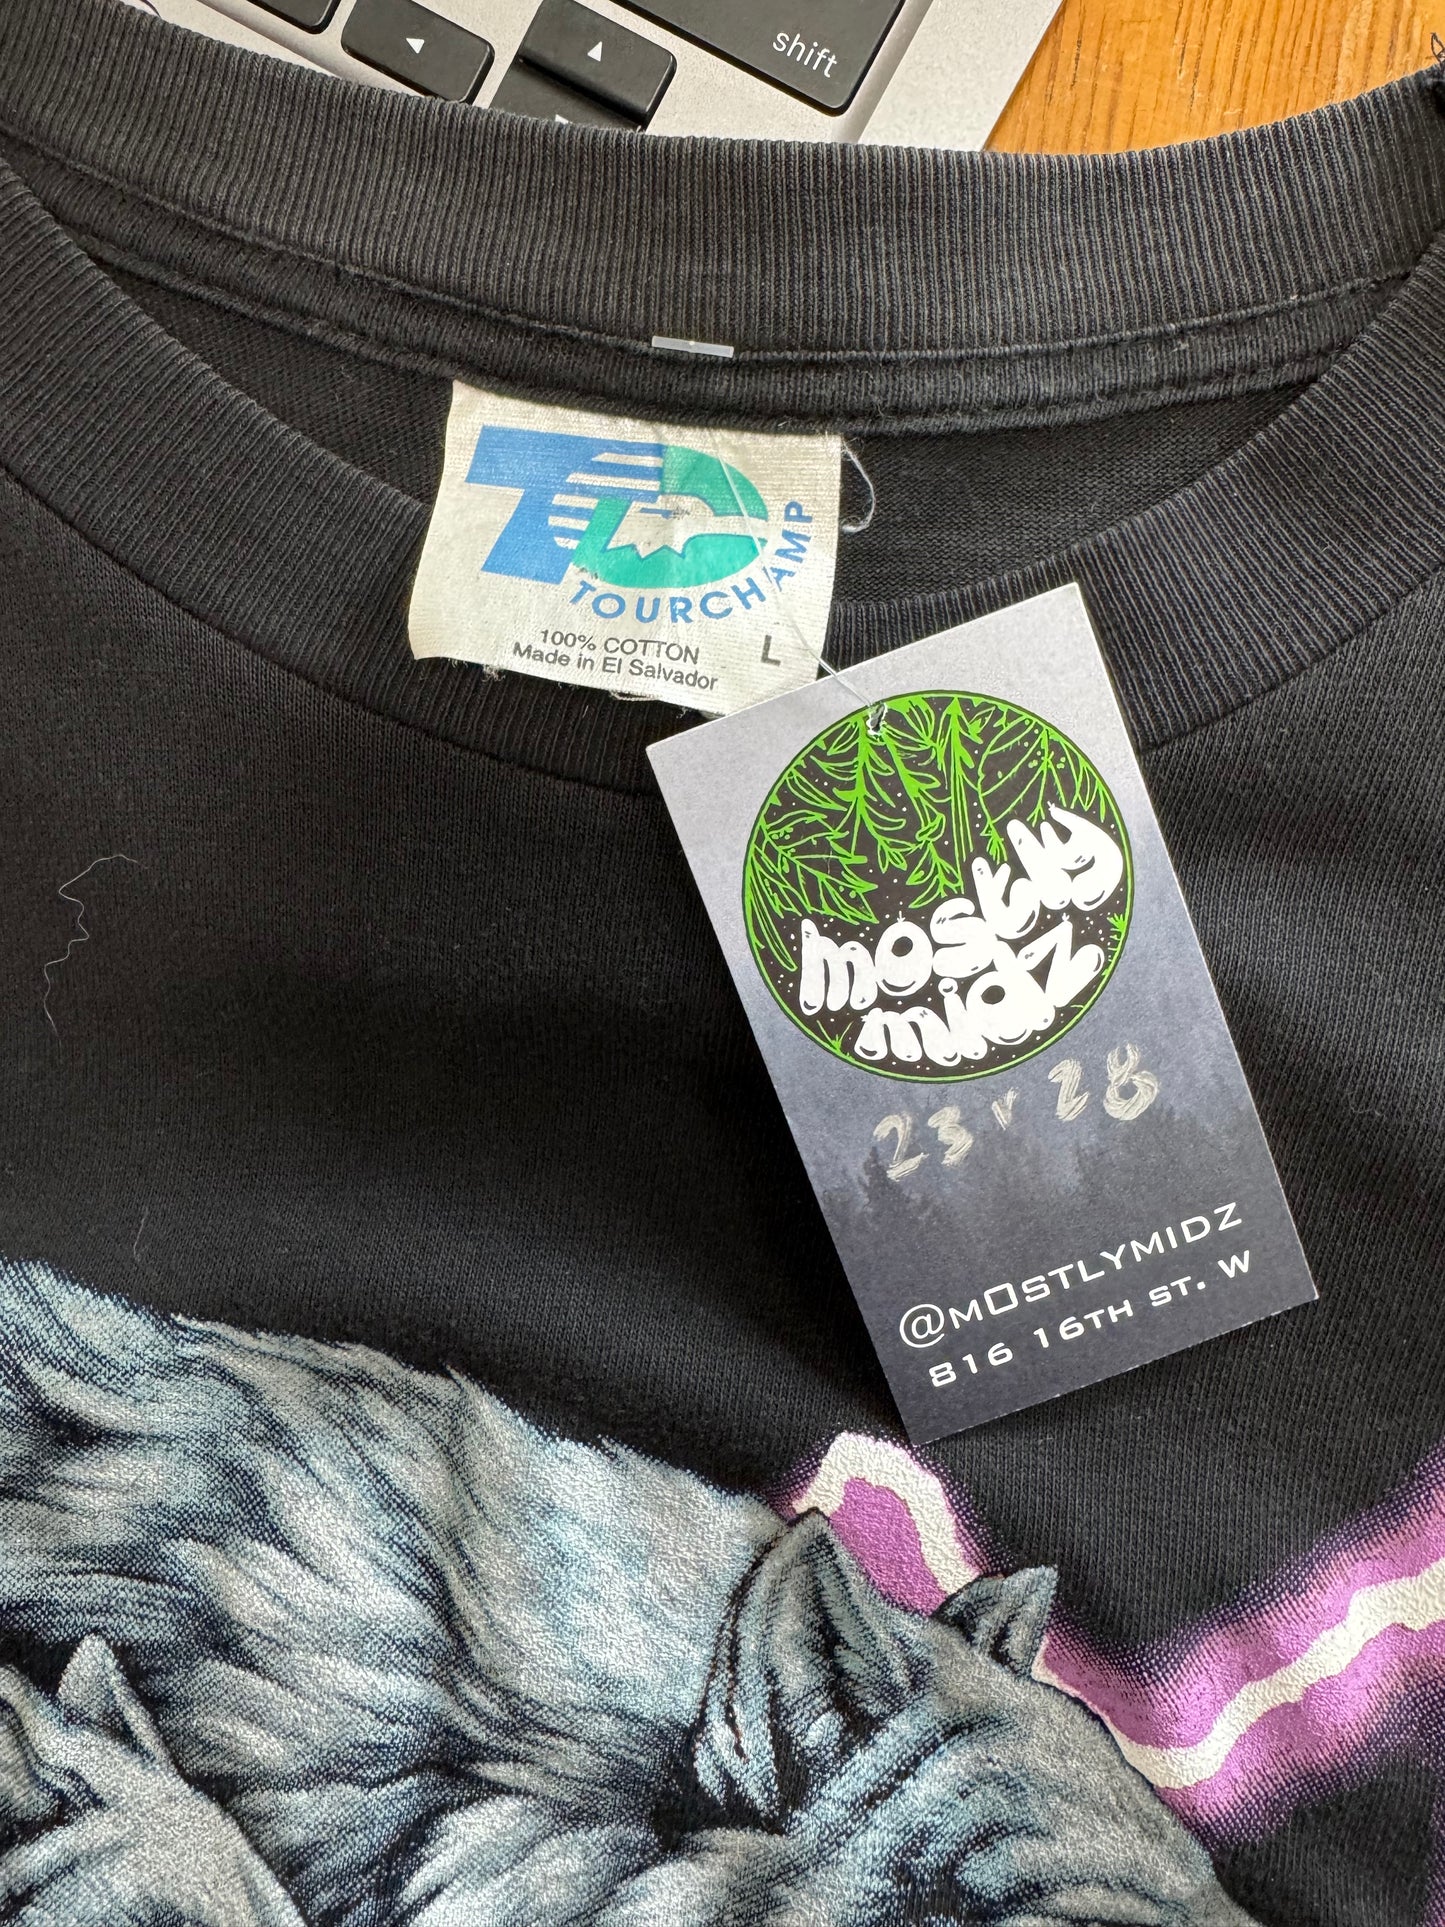 shift
TOURCHAMP
100% COTTON
Made in El Salvador
L
mostly
midz
23 x 28
@mostlymidz
816 16TH ST. W